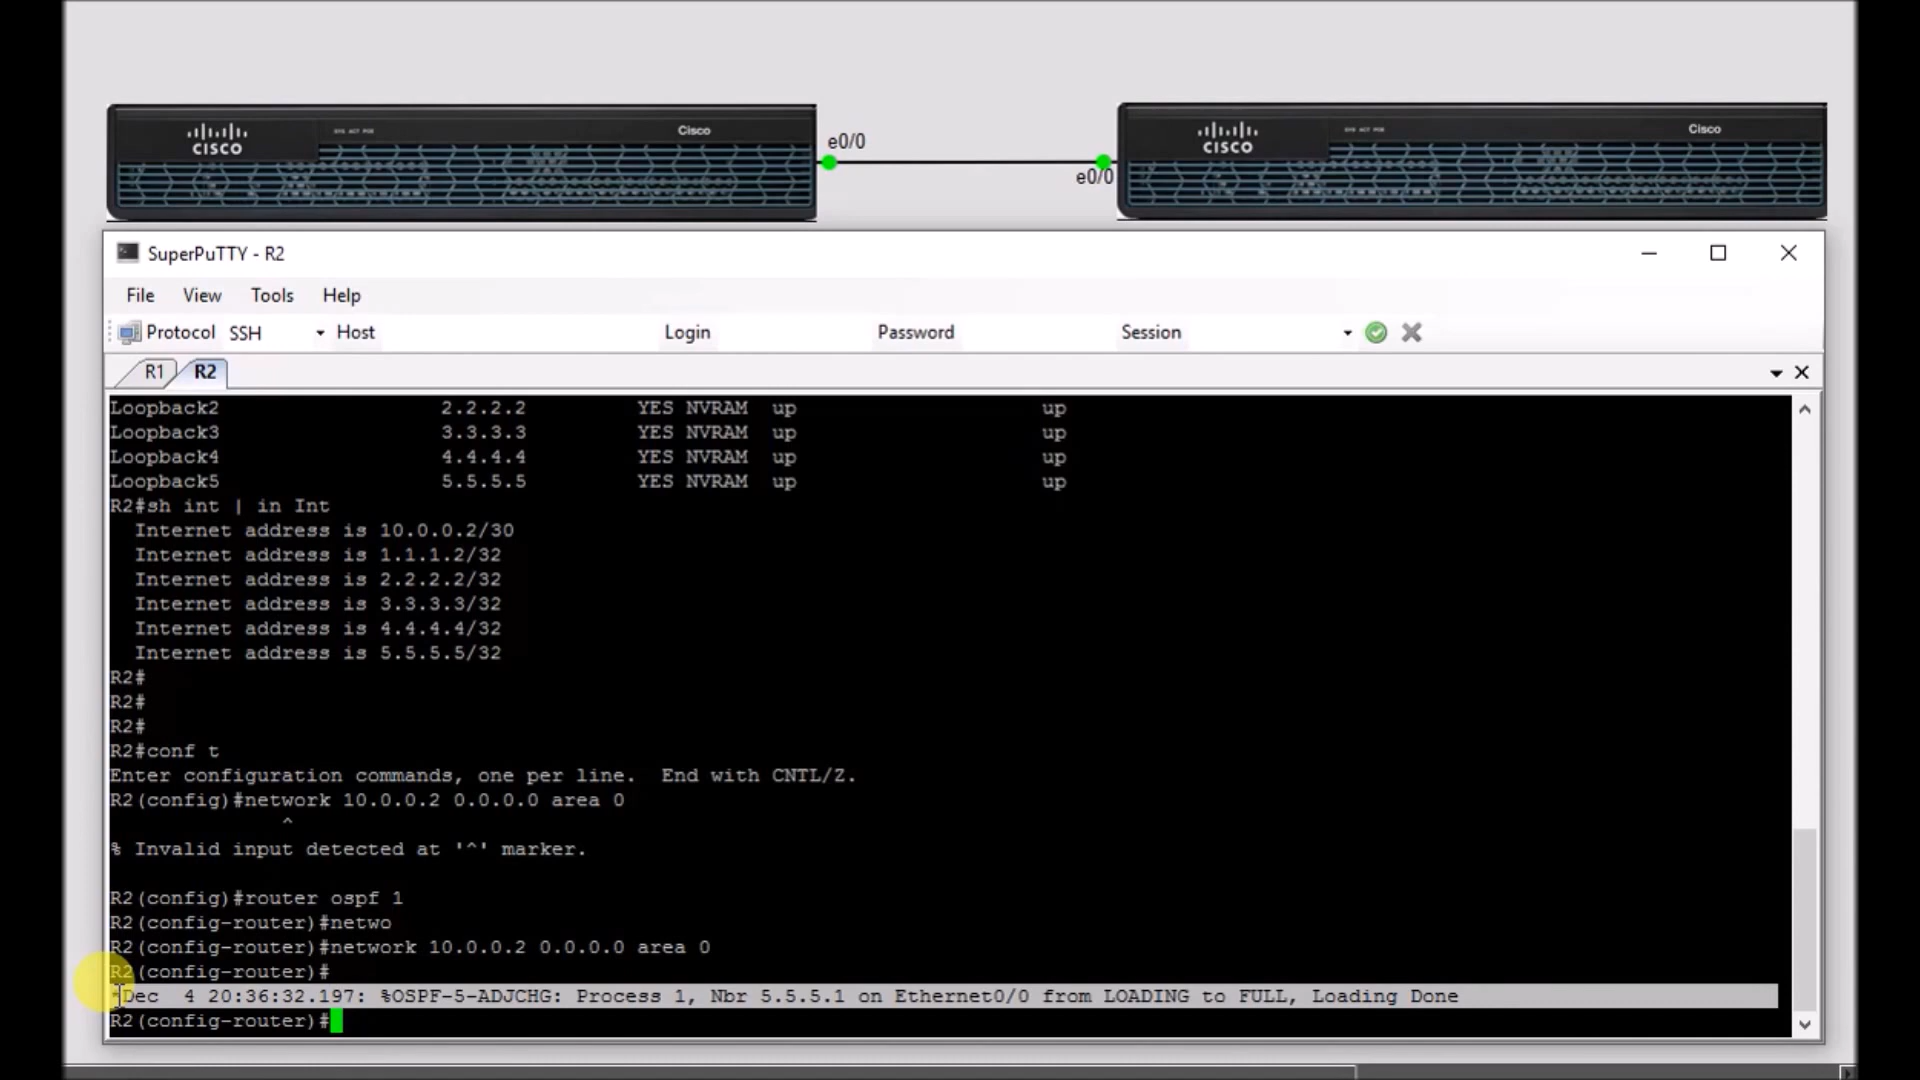 CISCO
SYS ACT POE
Cisco
e0/0
e0/0
CISCO
SYS ACT POE
Cisco
SuperPuTTY - R2
File View Tools Help
Protocol SSH Host Login Password Session
R1 R2
Loopback2 2.2.2.2 YES NVRAM up up
Loopback3 3.3.3.3 YES NVRAM up up
Loopback4 4.4.4.4 YES NVRAM up up
Loopback5 5.5.5.5 YES NVRAM up up
R2#sh int | in Int
Internet address is 10.0.0.2/30
Internet address is 1.1.1.2/32
Internet address is 2.2.2.2/32
Internet address is 3.3.3.3/32
Internet address is 4.4.4.4/32
Internet address is 5.5.5.5/32
R2#
R2#
R2#
R2#conf t
Enter configuration commands, one per line.  End with CNTL/Z.
R2(config)#network 10.0.0.2 0.0.0.0 area 0
^
% Invalid input detected at '^' marker.
R2(config)#router ospf 1
R2(config-router)#netwo
R2(config-router)#network 10.0.0.2 0.0.0.0 area 0
R2(config-router)#
*Dec  4 20:36:32.197: %OSPF-5-ADJCHG: Process 1, Nbr 5.5.5.1 on Ethernet0/0 from LOADING to FULL, Loading Done
R2(config-router)#